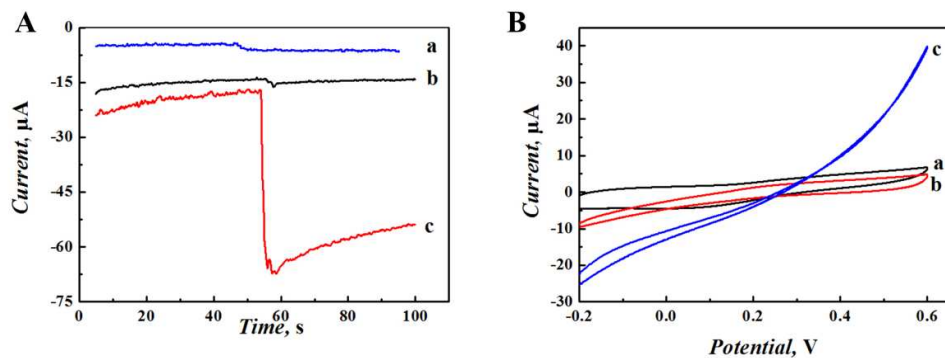 A
0
-15
-30
-45
-60
-75
Current, μA
0
20
40
60
80
100
Time, s
a
b
c
B
40
30
20
10
0
-10
-20
-30
Current, μA
-0.2
0.0
0.2
0.4
0.6
Potential, V
c
a
b